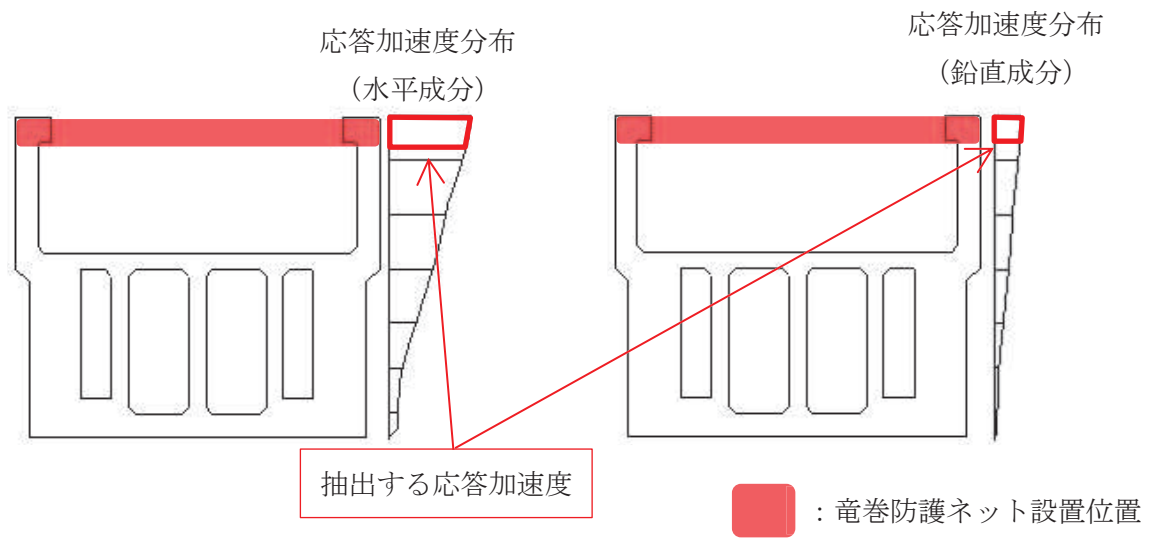 応答加速度分布
（水平成分）
応答加速度分布
（鉛直成分）
抽出する応答加速度
：竜巻防護ネット設置位置